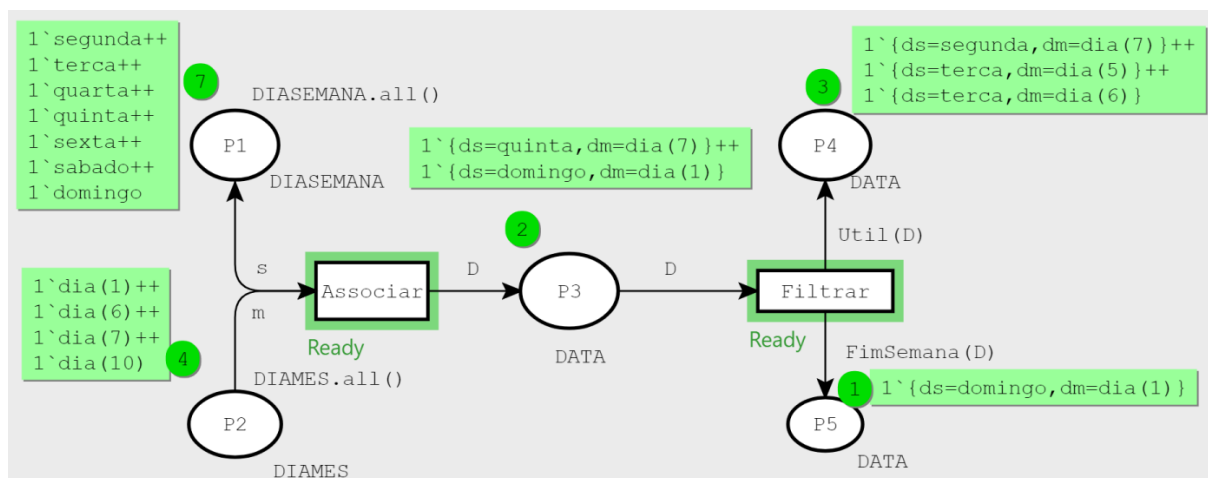 1`segunda++
1`terca++
1`quarta++
1`quinta++
1`sexta++
1`sabado++
1`domingo
7
DIASEMANA.all()
P1
DIASEMANA
1`{ds=quinta,dm=dia(7)}++
1`{ds=domingo,dm=dia(1)}
2
1`{ds=segunda,dm=dia(7)}++
1`{ds=terca,dm=dia(5)}++
1`{ds=terca,dm=dia(6)}
3
P4
DATA
Util(D)
1`dia(1)++
1`dia(6)++
1`dia(7)++
1`dia(10)
4
s
m
Associar
Ready
D
P3
DATA
D
Filtrar
Ready
DIAMES.all()
P2
DIAMES
FimSemana(D)
1
1`{ds=domingo,dm=dia(1)}
P5
DATA